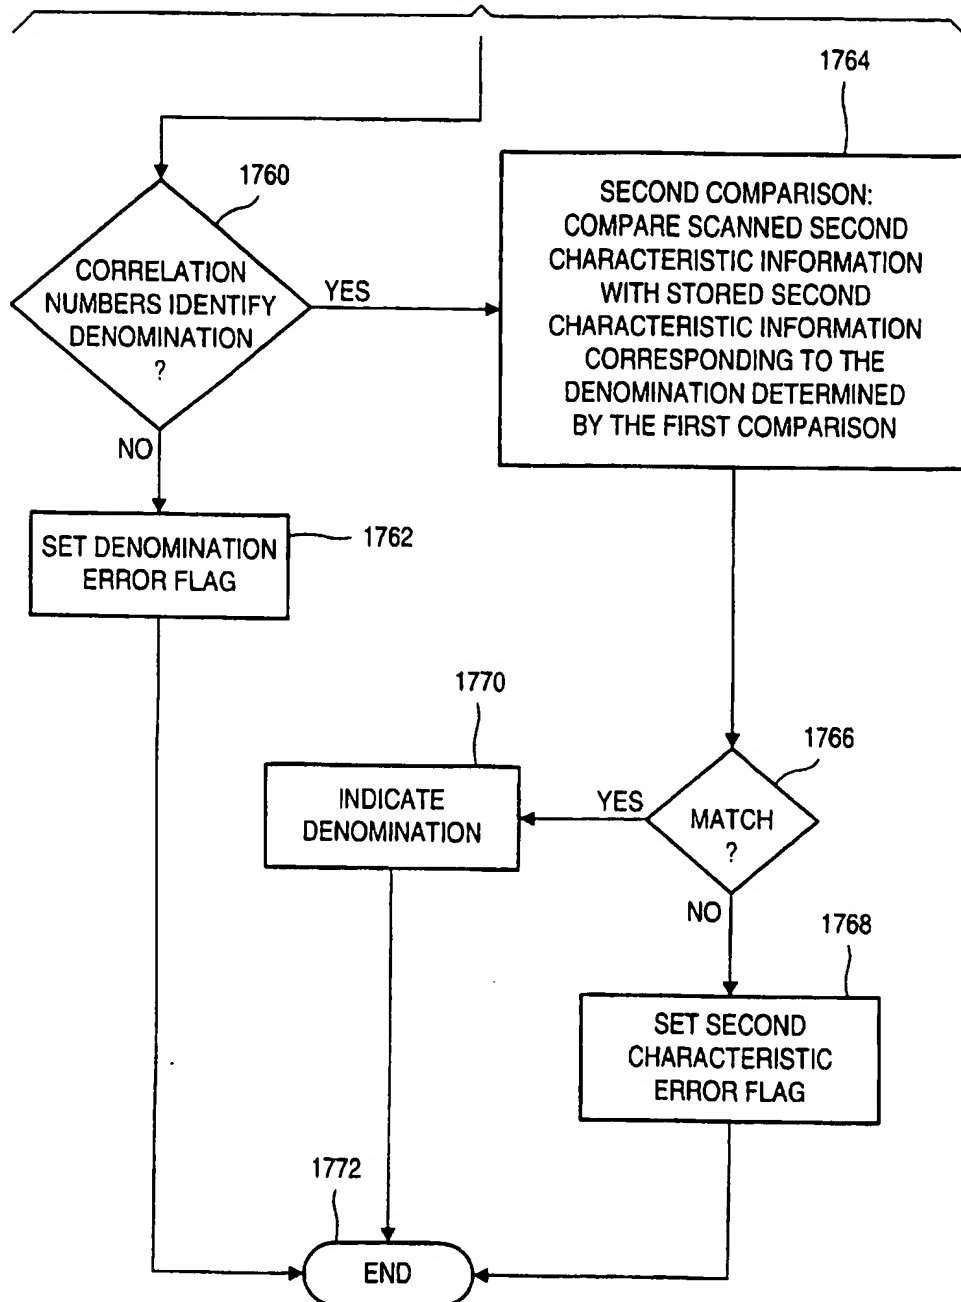 1764
1760
SECOND COMPARISON:
COMPARE SCANNED SECOND
CHARACTERISTIC INFORMATION
WITH STORED SECOND
CHARACTERISTIC INFORMATION
CORRESPONDING TO THE
DENOMINATION DETERMINED
BY THE FIRST COMPARISON
CORRELATION
NUMBERS IDENTIFY
DENOMINATION
?
YES
NO
SET DENOMINATION
ERROR FLAG
1762
1770
1766
INDICATE
DENOMINATION
YES
MATCH
?
NO
1768
SET SECOND
CHARACTERISTIC
ERROR FLAG
1772
END